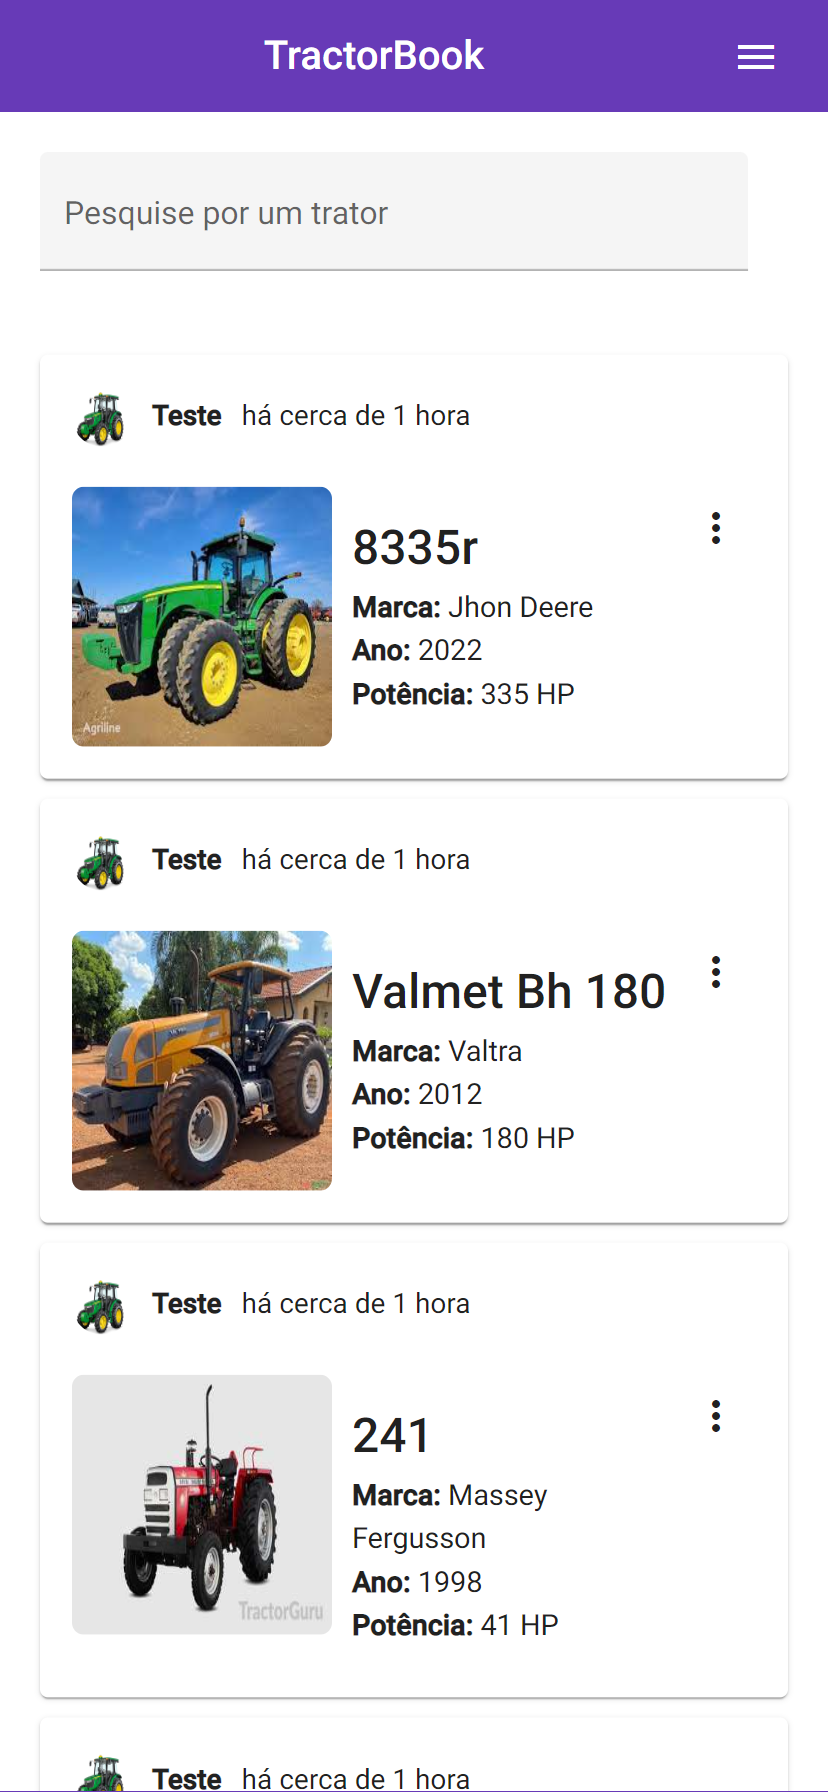 TractorBook
Pesquise por um trator
Teste há cerca de 1 hora
8335r
Marca: Jhon Deere
Ano: 2022
Potência: 335 HP
Agriline
Teste há cerca de 1 hora
Valmet Bh 180
Marca: Valtra
Ano: 2012
Potência: 180 HP
Teste há cerca de 1 hora
241
Marca: Massey
Fergusson
Ano: 1998
Potência: 41 HP
TractorGuru
Teste há cerca de 1 hora